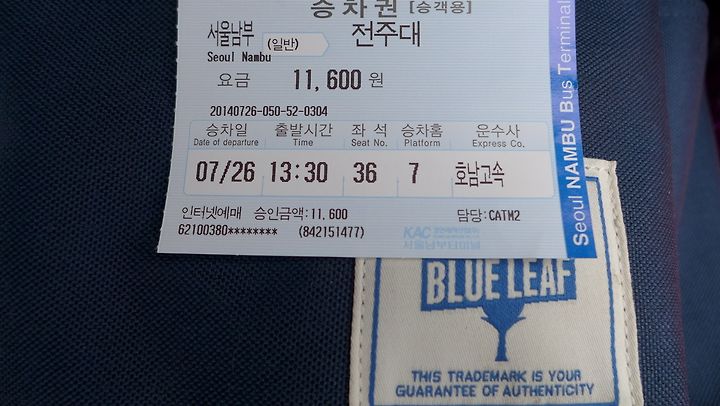 승차권 [승객용]
서울남부 (일반) 전주대
Seoul Nambu
요금 11,600 원
20140726-050-52-0304
승차일 출발시간 좌 석 승차홈 운수사
Date of departure Time Seat No. Platform Express Co.
07/26 13:30 36 7 호남고속
인터넷예매 승인금액:11,600 담당:CATM2
62100380******** (842151477)
KAC
서울남부터미널
Seoul NAMBU Bus Terminal
BLUE LEAF
THIS TRADEMARK IS YOUR
GUARANTEE OF AUTHENTICITY